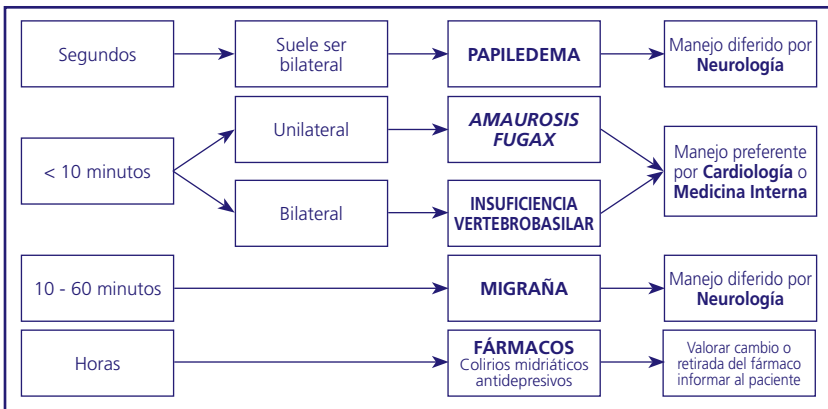 Segundos
Suele ser
bilateral
PAPILEDEMA
Manejo diferido por
Neurología
< 10 minutos
Unilateral
AMAUROSIS
FUGAX
Bilateral
INSUFICIENCIA
VERTEBROBASILAR
Manejo preferente
por Cardiología o
Medicina Interna
10 - 60 minutos
MIGRAÑA
Manejo diferido por
Neurología
Horas
FÁRMACOS
Colirios midriáticos
antidepresivos
Valorar cambio o
retirada del fármaco
informar al paciente